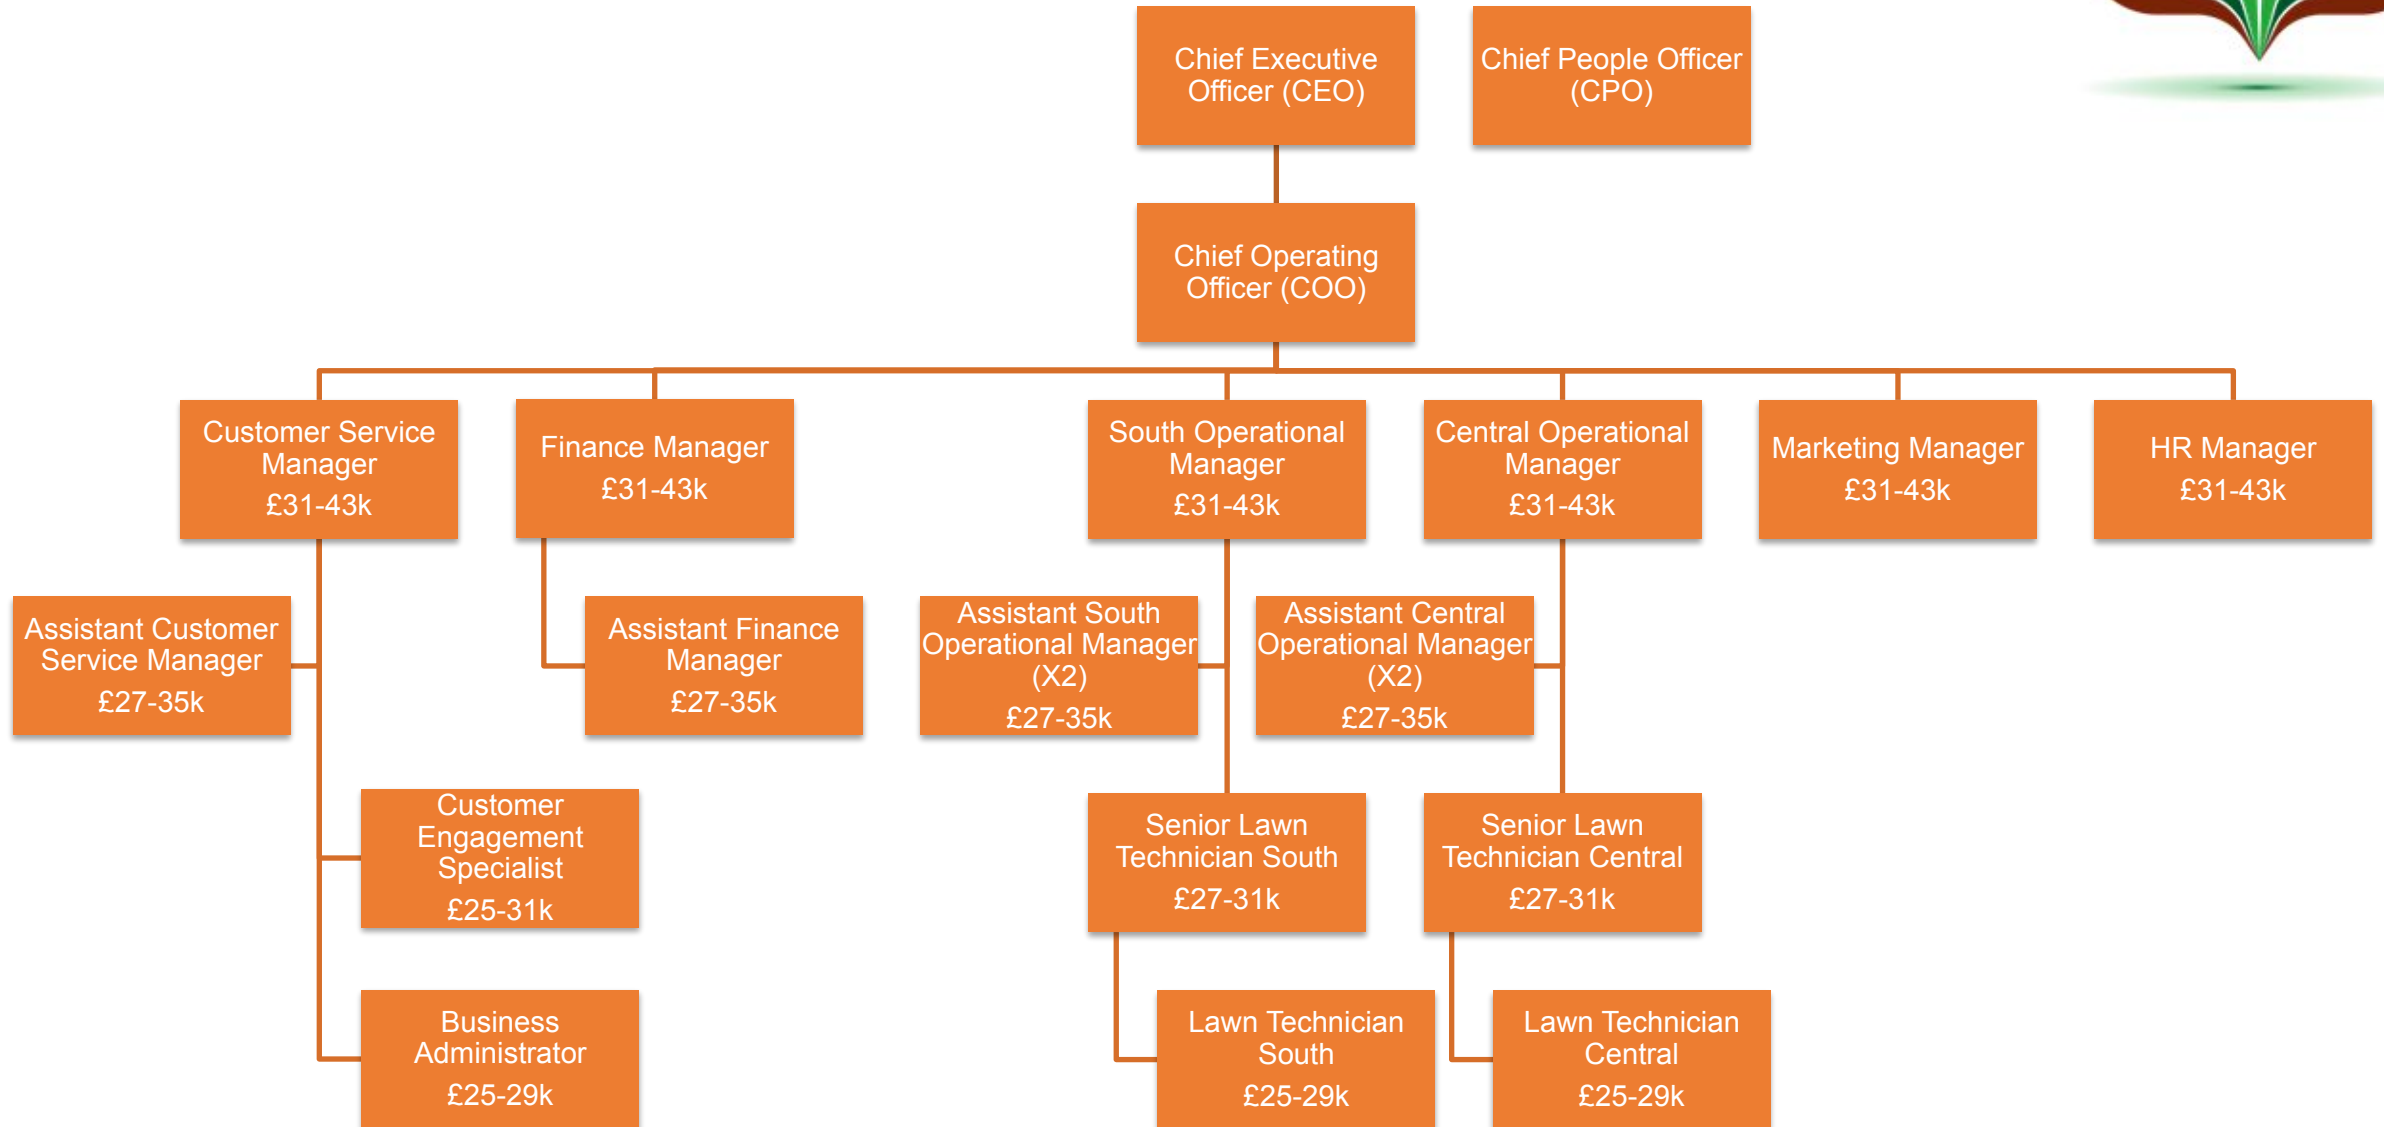 Chief Executive
Officer (CEO)
Chief People Officer
(CPO)
Chief Operating
Officer (COO)
Customer Service
Manager
£31-43k
Finance Manager
£31-43k
South Operational
Manager
£31-43k
Central Operational
Manager
£31-43k
Marketing Manager
£31-43k
HR Manager
£31-43k
Assistant Customer
Service Manager
£27-35k
Assistant Finance
Manager
£27-35k
Assistant South
Operational Manager
(X2)
£27-35k
Assistant Central
Operational Manager
(X2)
£27-35k
Customer
Engagement
Specialist
£25-31k
Senior Lawn
Technician South
£27-31k
Senior Lawn
Technician Central
£27-31k
Business
Administrator
£25-29k
Lawn Technician
South
£25-29k
Lawn Technician
Central
£25-29k